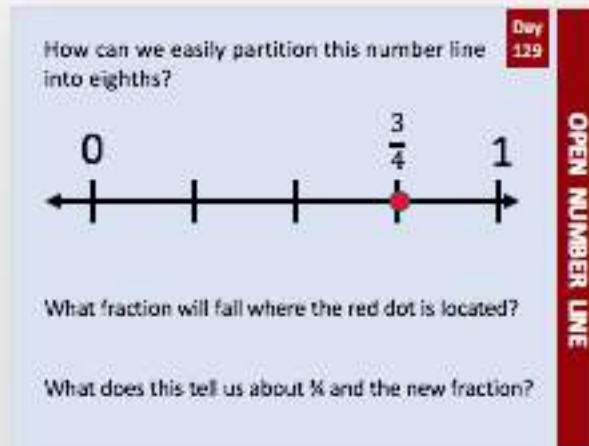 Day
129
How can we easily partition this number line
into eighths?
0
3
4
1
What fraction will fall where the red dot is located?
What does this tell us about ¾ and the new fraction?
OPEN NUMBER LINE